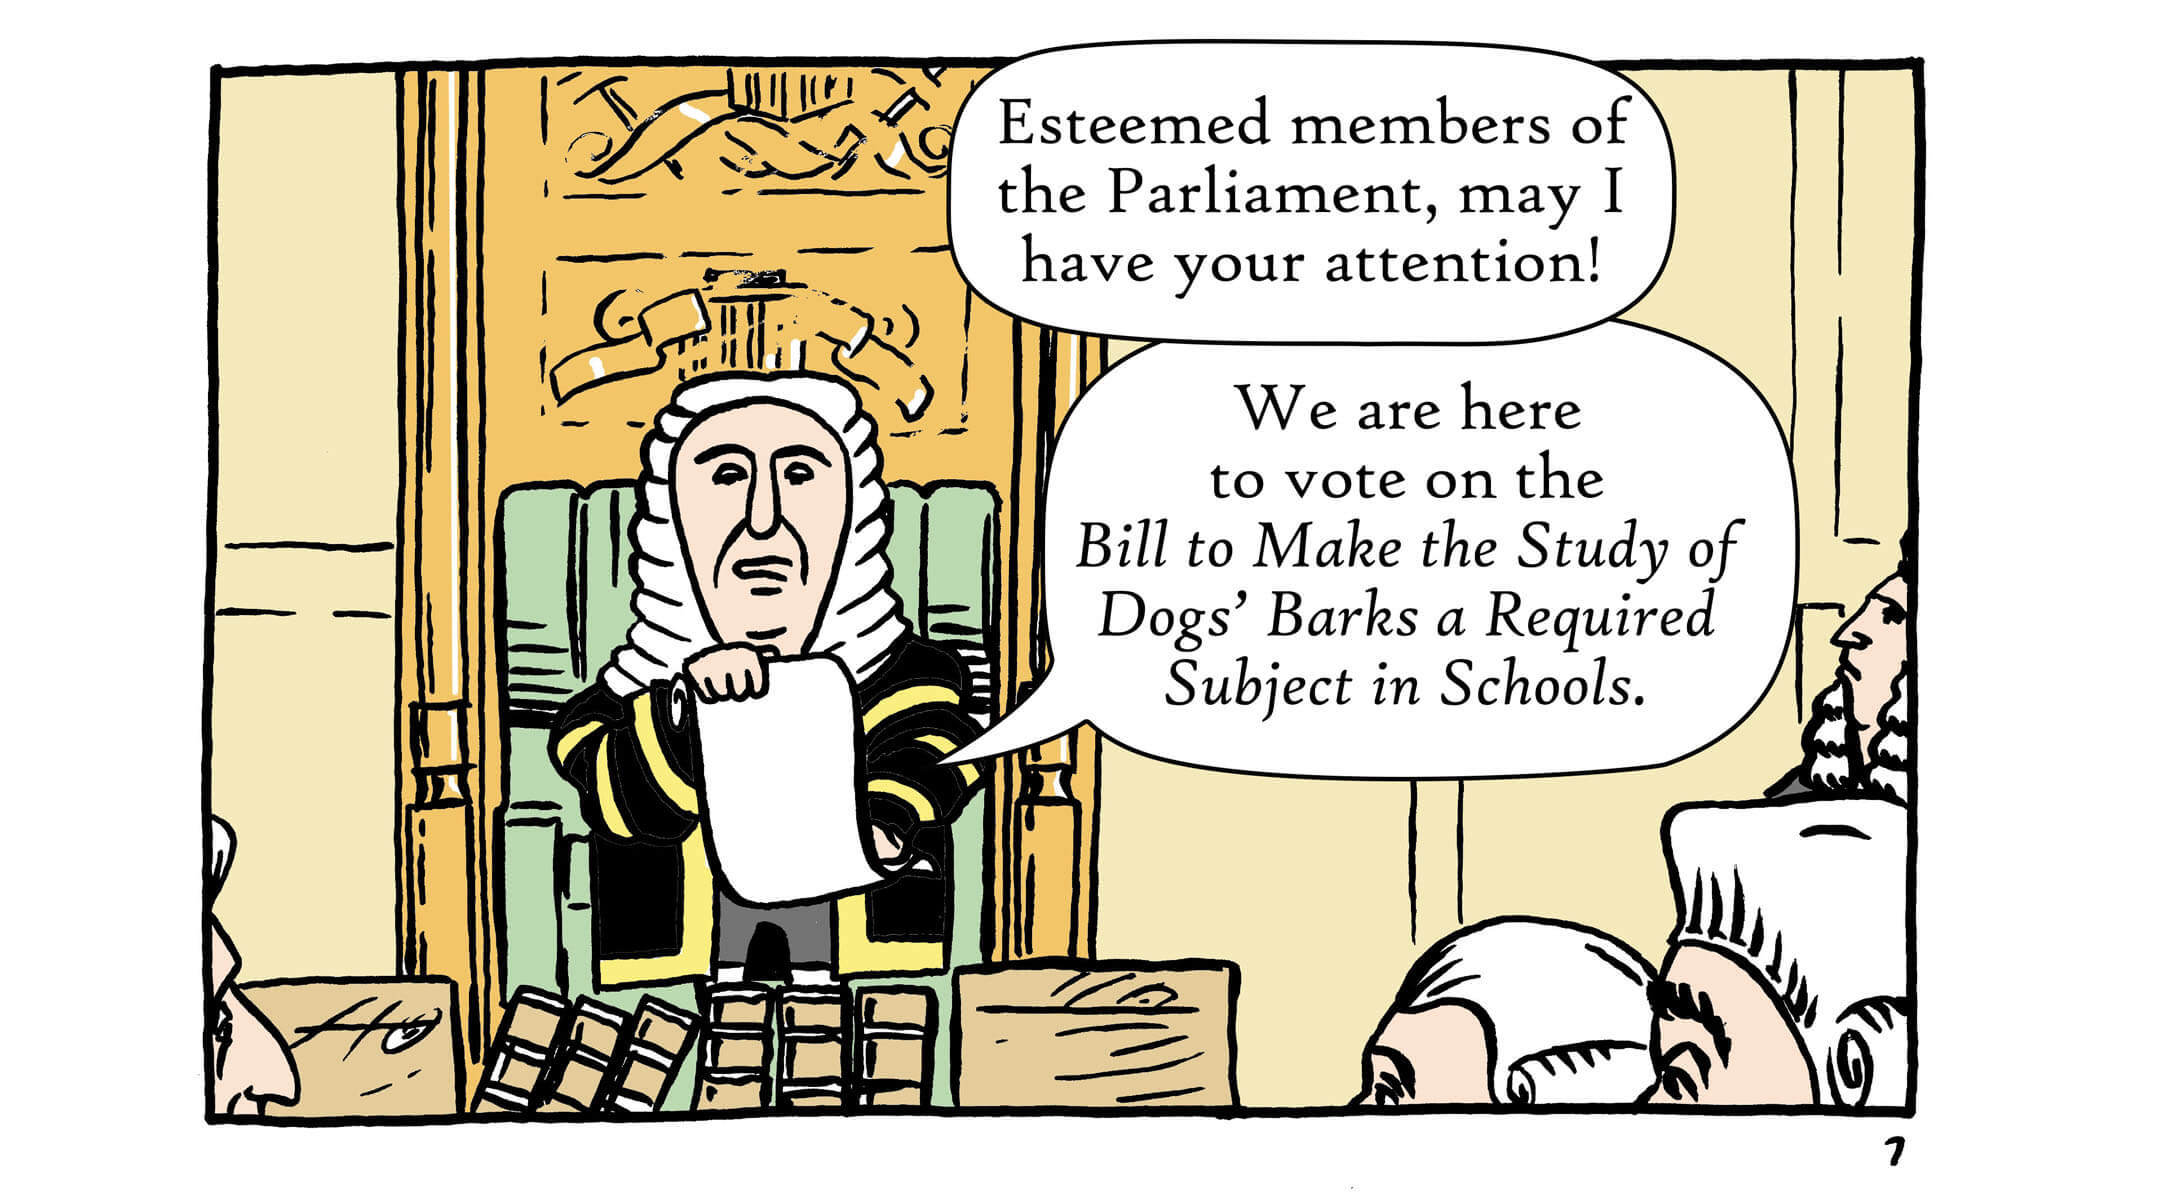 Esteemed members of
the Parliament, may I
have your attention!
We are here
to vote on the
Bill to Make the Study of
Dogs’ Barks a Required
Subject in Schools.
7